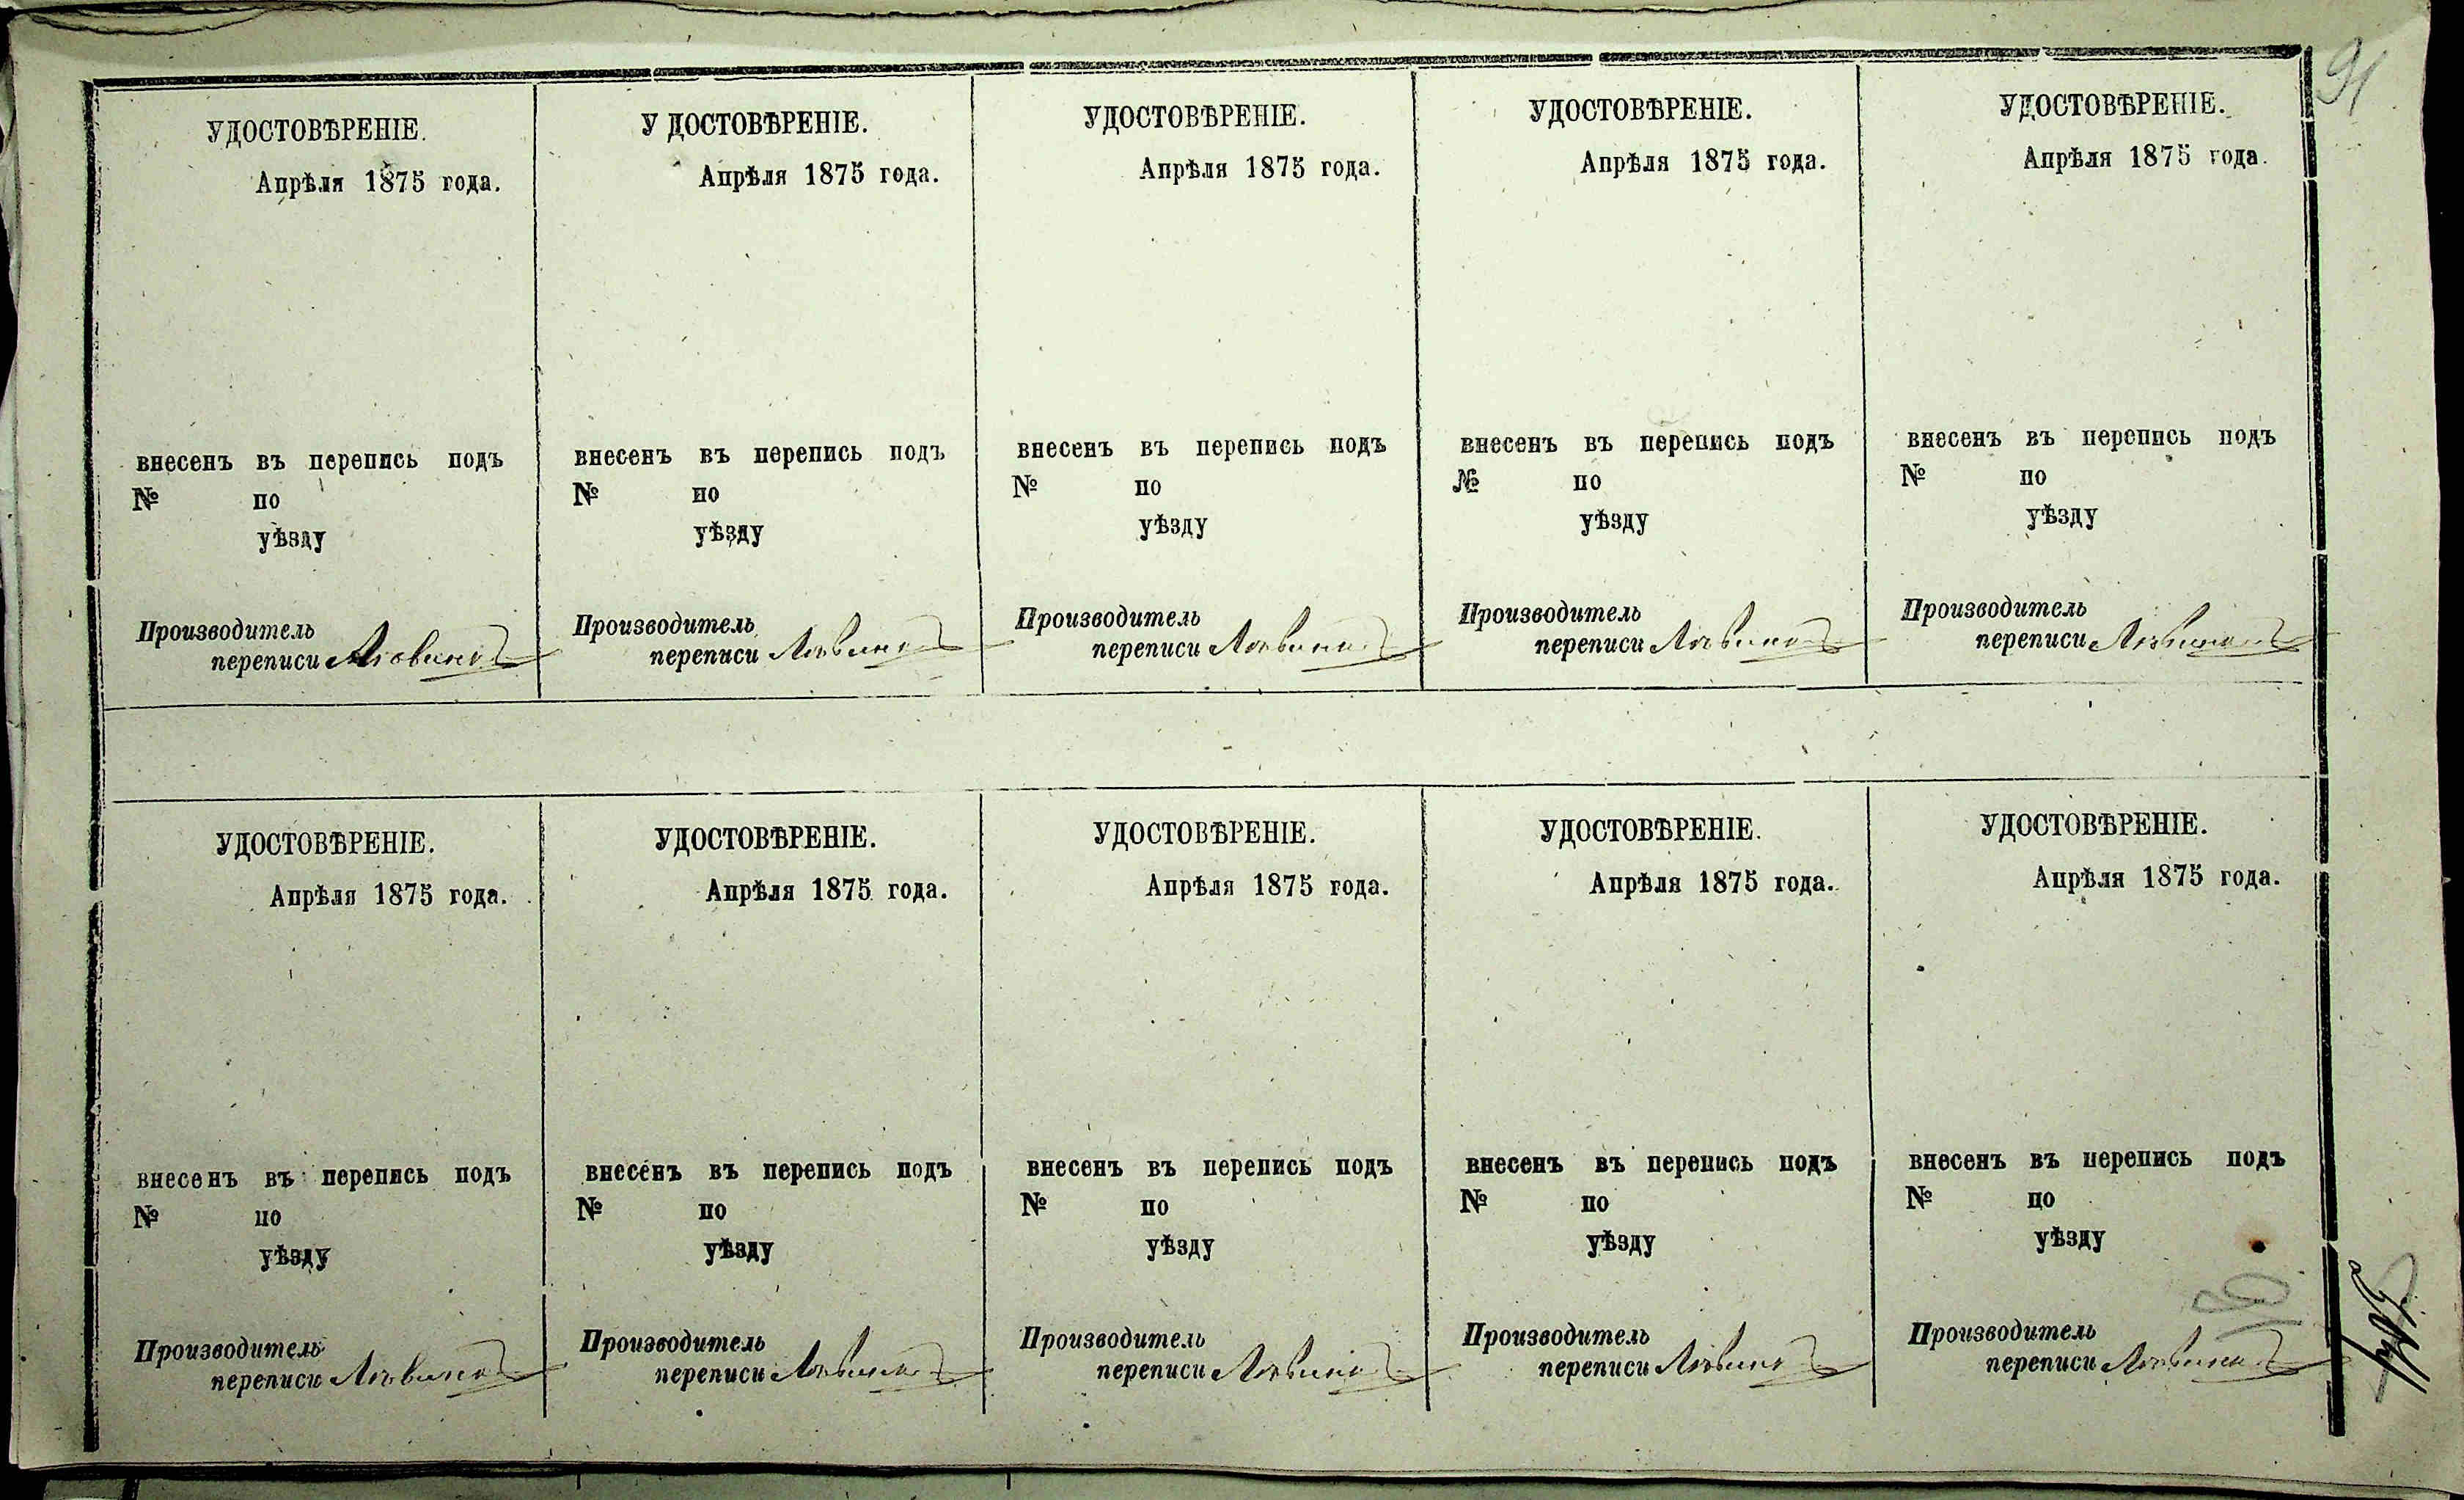 91
УДОСТОВѢРЕНІЕ.
Апрѣля 1875 года.
внесенъ въ перепись подъ
№ по
уѣзду
Производитель
переписи
У ДОСТОВѢРЕНІЕ.
Апрѣля 1875 года.
внесенъ въ перепись подъ
№ по
уѣзду
Производитель
переписи
УДОСТОВѢРЕНІЕ.
Апрѣля 1875 года.
внесенъ въ перепись подъ
№ по
уѣзду
Производитель
переписи
УДОСТОВѢРЕНІЕ.
Апрѣля 1875 года.
внесенъ въ перепись подъ
№ по
уѣзду
Производитель
переписи
УДОСТОВѢРЕНІЕ.
Апрѣля 1875 года.
внесенъ въ перепись подъ
№ по
уѣзду
Производитель
переписи
УДОСТОВѢРЕНІЕ.
Апрѣля 1875 года.
внесенъ въ перепись подъ
№ по
уѣзду
Производитель
переписи
УДОСТОВѢРЕНІЕ.
Апрѣля 1875 года.
внесенъ въ перепись подъ
№ по
уѣзду
Производитель
переписи
УДОСТОВѢРЕНІЕ.
Апрѣля 1875 года.
внесенъ въ перепись подъ
№ по
уѣзду
Производитель
переписи
УДОСТОВѢРЕНІЕ.
Апрѣля 1875 года.
внесенъ въ перепись подъ
№ по
уѣзду
Производитель
переписи
УДОСТОВѢРЕНІЕ.
Апрѣля 1875 года.
внесенъ въ перепись подъ
№ по
уѣзду
Производитель
переписи